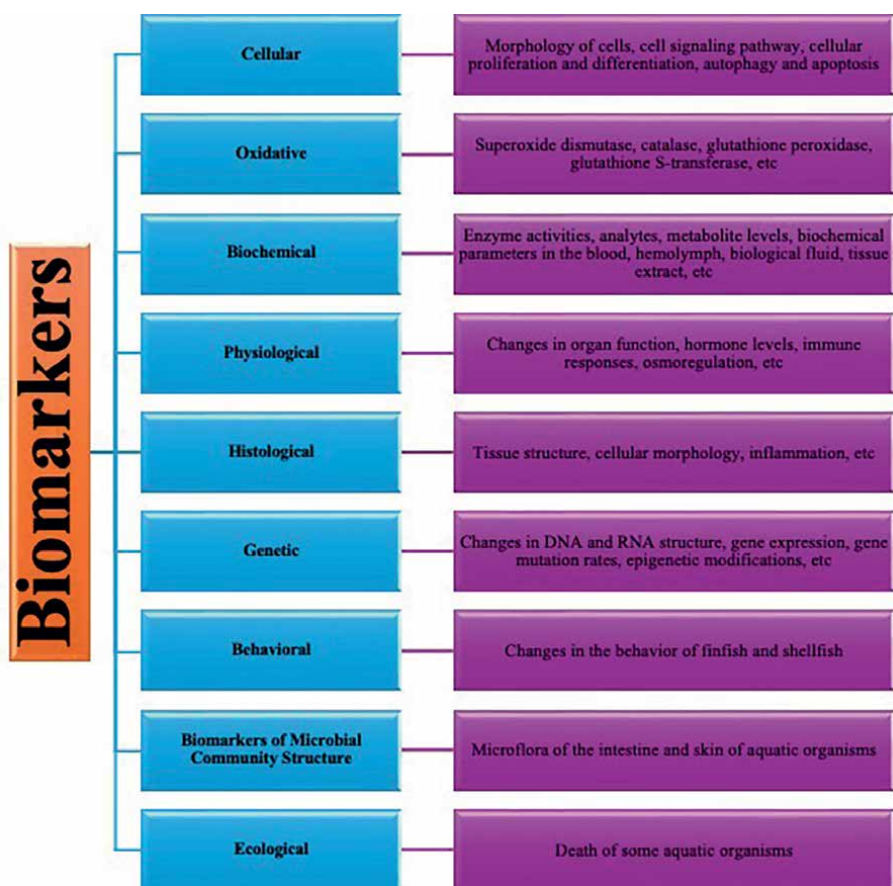 Biomarkers
Cellular
Morphology of cells, cell signaling pathway, cellular
proliferation and differentiation, autophagy and apoptosis
Oxidative
Superoxide dismutase, catalase, glutathione peroxidase,
glutathione S-transferase, etc
Biochemical
Enzyme activities, analytes, metabolite levels, biochemical
parameters in the blood, hemolymph, biological fluid, tissue
extract, etc
Physiological
Changes in organ function, hormone levels, immune
responses, osmoregulation, etc
Histological
Tissue structure, cellular morphology, inflammation, etc
Genetic
Changes in DNA and RNA structure, gene expression, gene
mutation rates, epigenetic modifications, etc
Behavioral
Changes in the behavior of finfish and shellfish
Biomarkers of Microbial
Community Structure
Microflora of the intestine and skin of aquatic organisms
Ecological
Death of some aquatic organisms